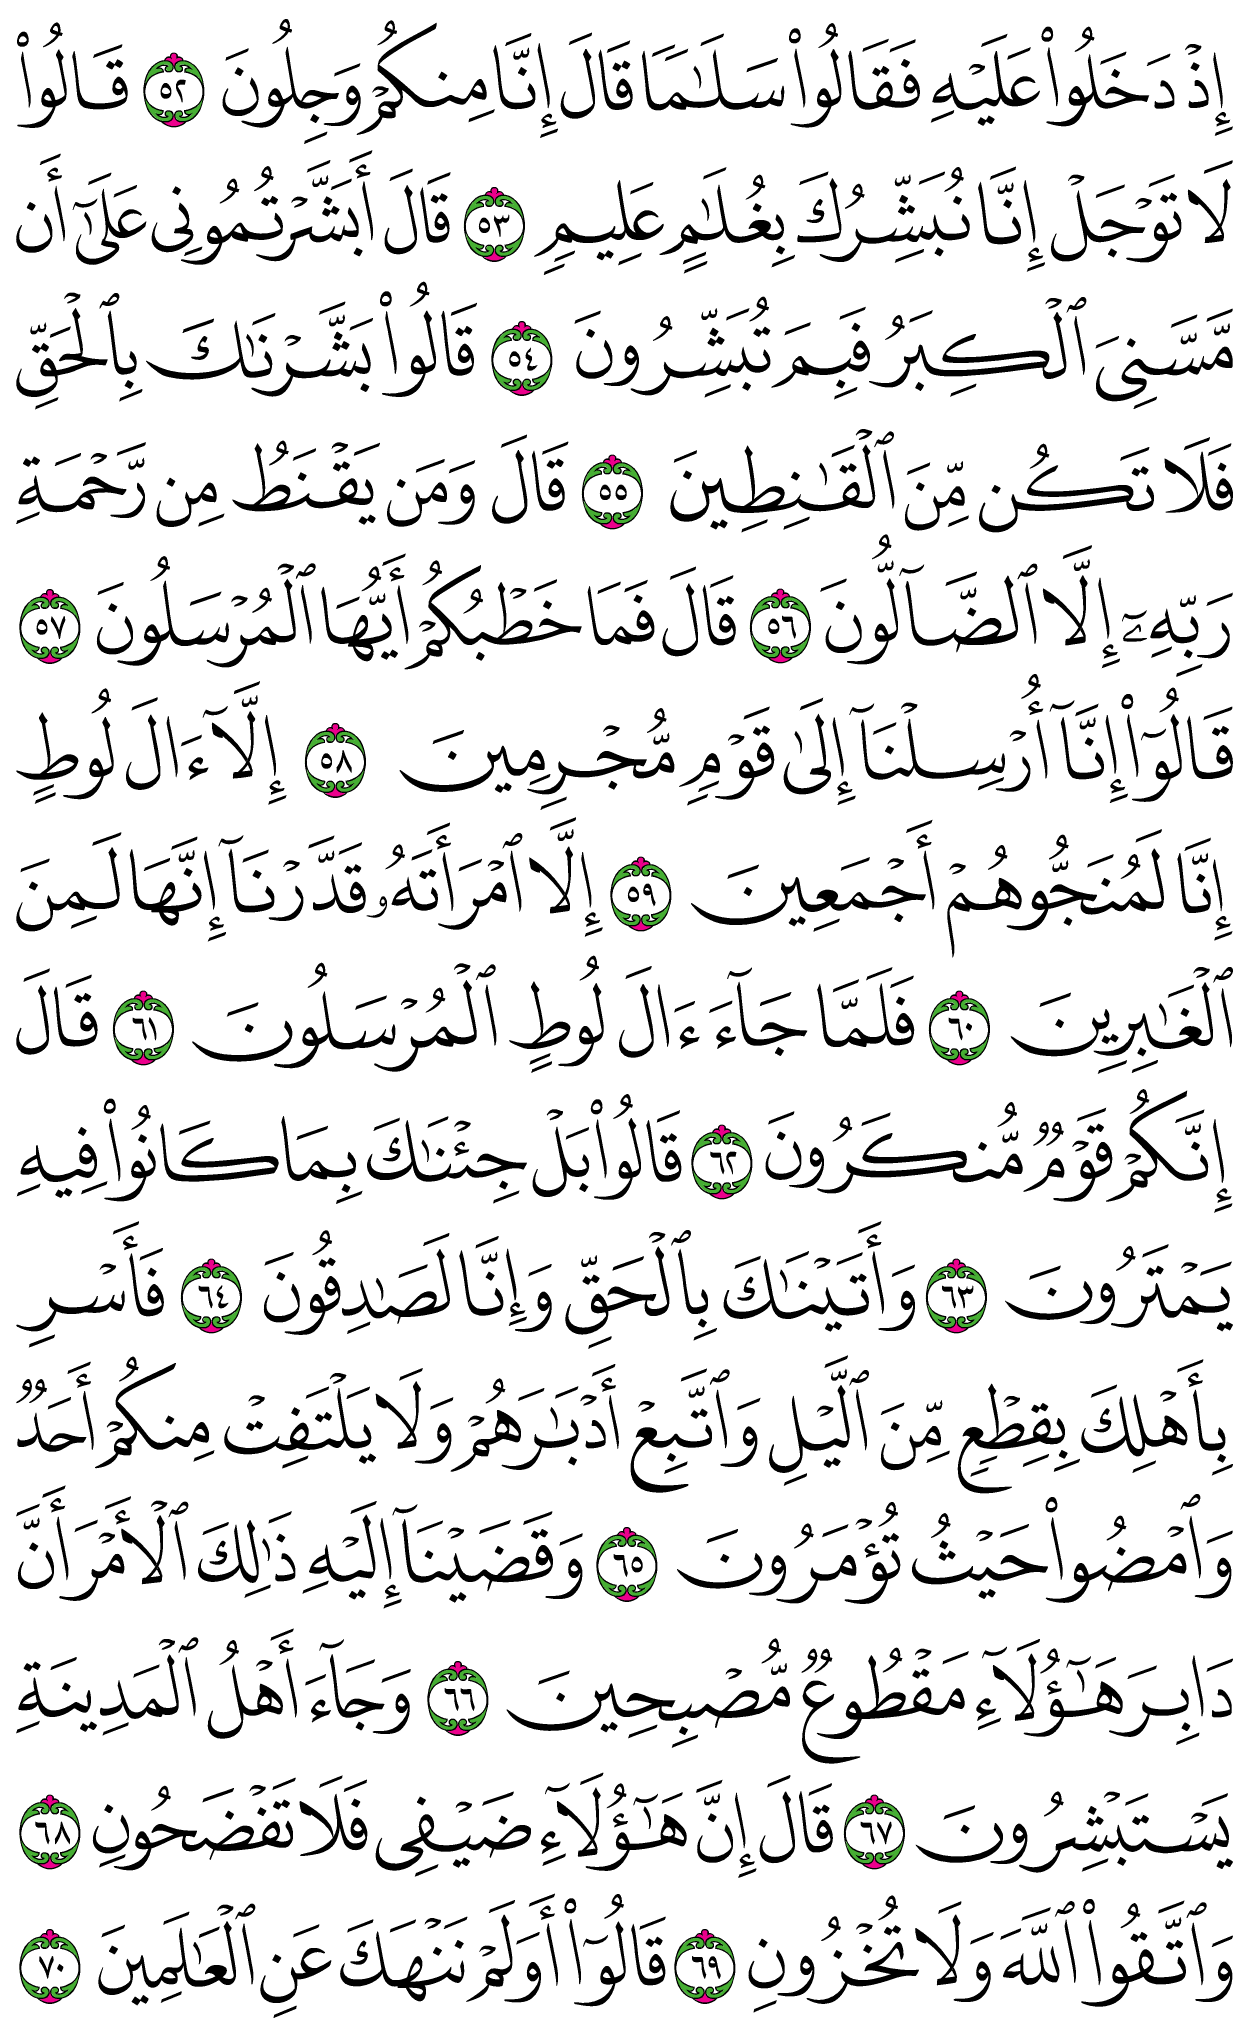 إِذْ دَخَلُوا۟ عَلَيْهِ فَقَالُوا۟ سَلَـٰمًا قَالَ إِنَّا مِنكُمْ وَجِلُونَ ٥٢ قَالُوا۟
لَا تَوْجَلْ إِنَّا نُبَشِّرُكَ بِغُلَـٰمٍ عَلِيمٍ ٥٣ قَالَ أَبَشَّرْتُمُونِى عَلَىٰٓ أَن
مَّسَّنِىَ ٱلْكِبَرُ فَبِمَ تُبَشِّرُونَ ٥٤ قَالُوا۟ بَشَّرْنَـٰكَ بِٱلْحَقِّ
فَلَا تَكُن مِّنَ ٱلْقَـٰنِطِينَ ٥٥ قَالَ وَمَن يَقْنَطُ مِن رَّحْمَةِ
رَبِّهِۦٓ إِلَّا ٱلضَّآلُّونَ ٥٦ قَالَ فَمَا خَطْبُكُمْ أَيُّهَا ٱلْمُرْسَلُونَ ٥٧
قَالُوٓا۟ إِنَّآ أُرْسِلْنَآ إِلَىٰ قَوْمٍ مُّجْرِمِينَ ٥٨ إِلَّآ ءَالَ لُوطٍ
إِنَّا لَمُنَجُّوهُمْ أَجْمَعِينَ ٥٩ إِلَّا ٱمْرَأَتَهُۥ قَدَّرْنَآ إِنَّهَا لَمِنَ
ٱلْغَـٰبِرِينَ ٦٠ فَلَمَّا جَآءَ ءَالَ لُوطٍ ٱلْمُرْسَلُونَ ٦١ قَالَ
إِنَّكُمْ قَوْمٌ مُّنكَرُونَ ٦٢ قَالُوا۟ بَلْ جِئْنَـٰكَ بِمَا كَانُوا۟ فِيهِ
يَمْتَرُونَ ٦٣ وَأَتَيْنَـٰكَ بِٱلْحَقِّ وَإِنَّا لَصَـٰدِقُونَ ٦٤ فَأَسْرِ
بِأَهْلِكَ بِقِطْعٍ مِّنَ ٱلَّيْلِ وَٱتَّبِعْ أَدْبَـٰرَهُمْ وَلَا يَلْتَفِتْ مِنكُمْ أَحَدٌ
وَٱمْضُوا۟ حَيْثُ تُؤْمَرُونَ ٦٥ وَقَضَيْنَآ إِلَيْهِ ذَٰلِكَ ٱلْأَمْرَ أَنَّ
دَابِرَ هَـٰٓؤُلَآءِ مَقْطُوعٌ مُّصْبِحِينَ ٦٦ وَجَآءَ أَهْلُ ٱلْمَدِينَةِ
يَسْتَبْشِرُونَ ٦٧ قَالَ إِنَّ هَـٰٓؤُلَآءِ ضَيْفِى فَلَا تَفْضَحُونِ ٦٨
وَٱتَّقُوا۟ ٱللَّهَ وَلَا تُخْزُونِ ٦٩ قَالُوٓا۟ أَوَلَمْ نَنْهَكَ عَنِ ٱلْعَـٰلَمِينَ ٧٠